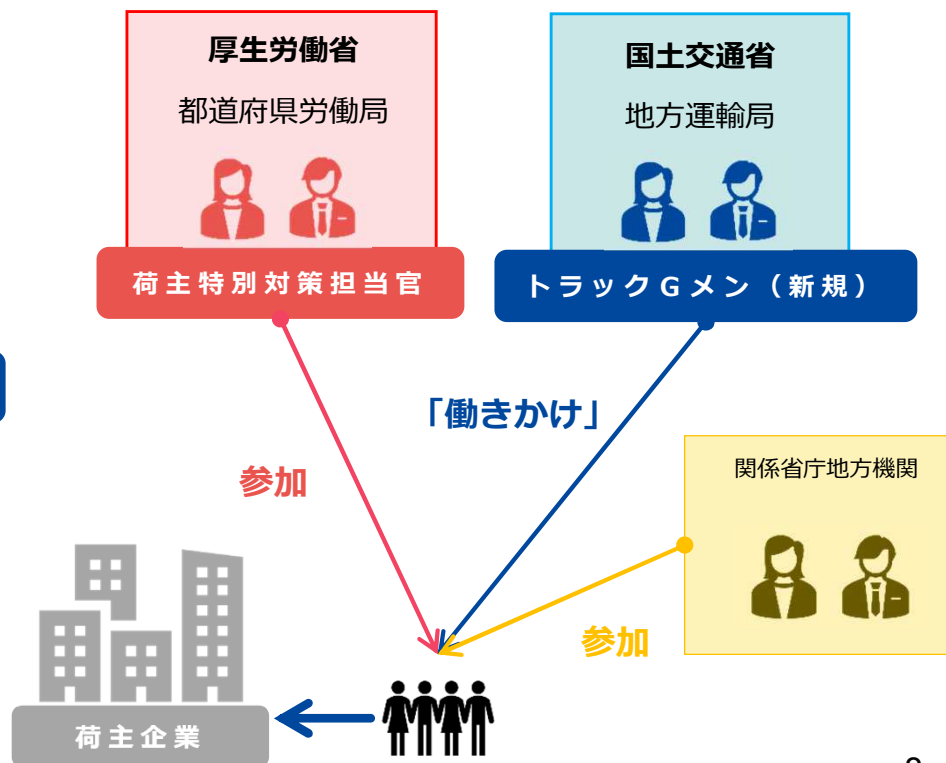 厚生労働省
都道府県労働局
荷主特別対策担当官
国土交通省
地方運輸局
トラックGメン（新規）
「働きかけ」
参加
関係省庁地方機関
参加
荷主企業